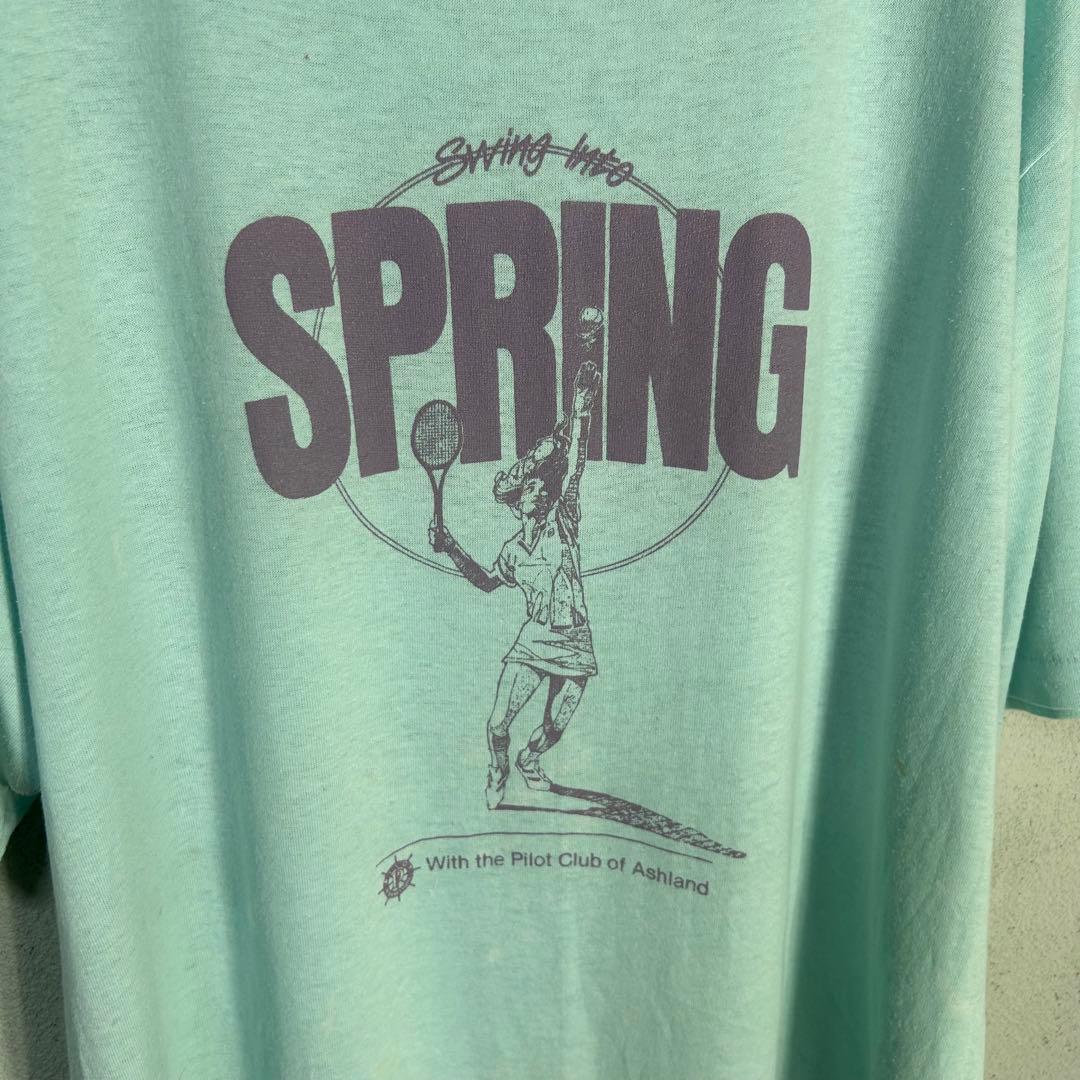 Swing Into
SPRING
With the Pilot Club of Ashland